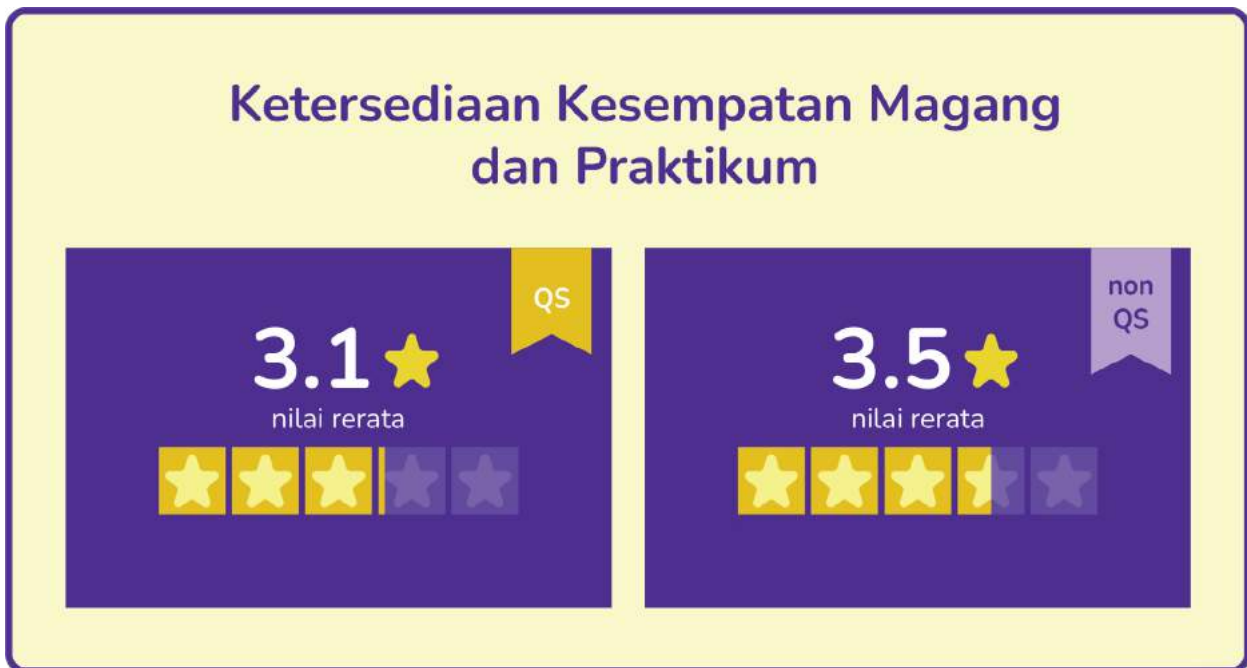 Ketersediaan Kesempatan Magang
dan Praktikum
QS
3.1
nilai rerata
non
QS
3.5
nilai rerata